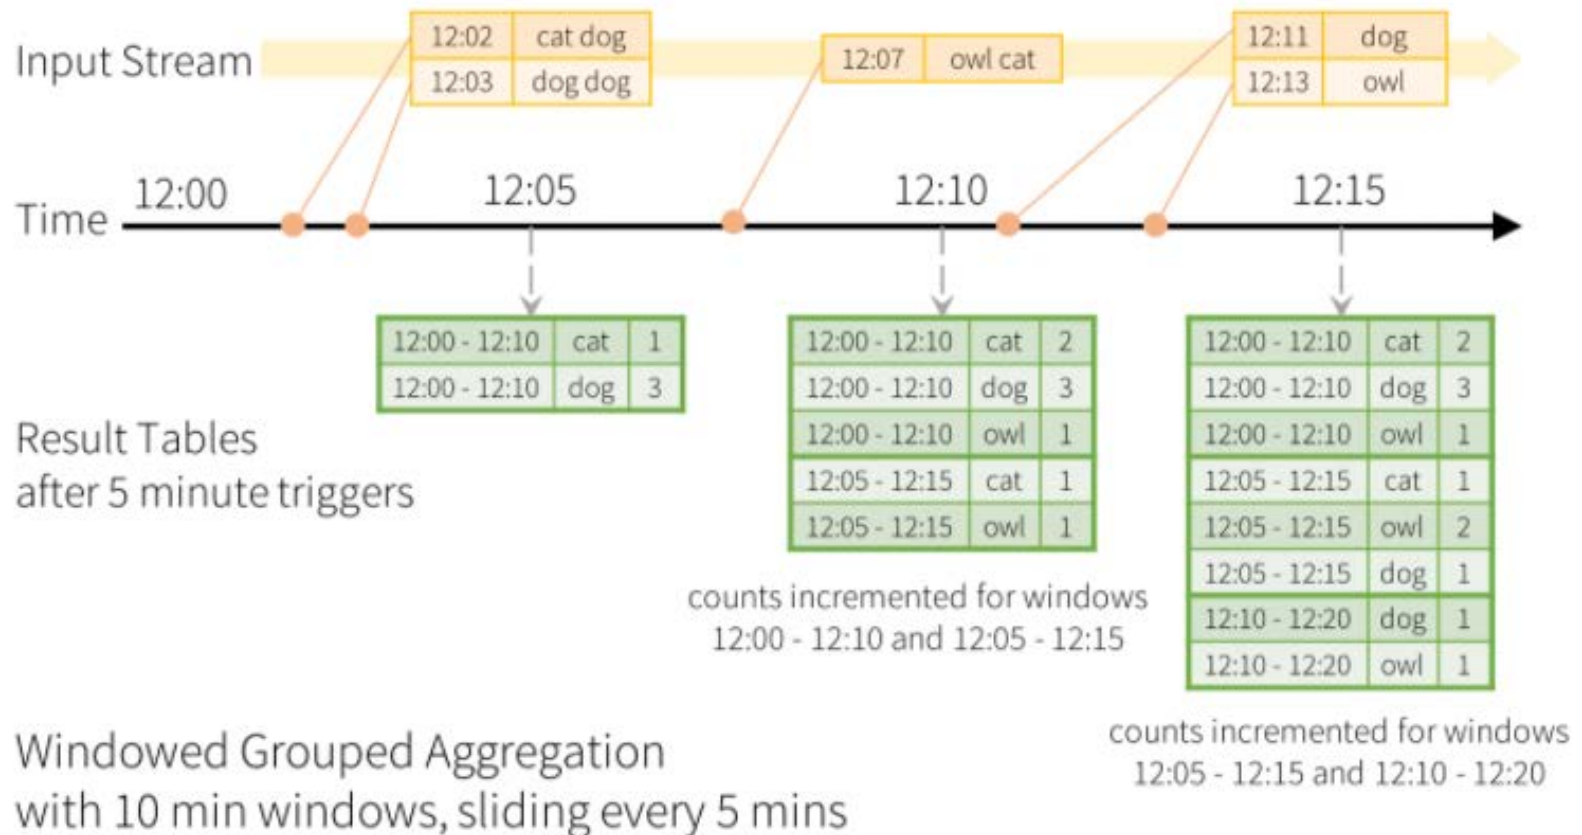 Input Stream
12:02 cat dog
12:03 dog dog
12:07 owl cat
12:11 dog
12:13 owl
Time
12:00 12:05 12:10 12:15
Result Tables
after 5 minute triggers
12:00 - 12:10 cat 1
12:00 - 12:10 dog 3
12:00 - 12:10 cat 2
12:00 - 12:10 dog 3
12:00 - 12:10 owl 1
12:05 - 12:15 cat 1
12:05 - 12:15 owl 1
counts incremented for windows
12:00 - 12:10 and 12:05 - 12:15
12:00 - 12:10 cat 2
12:00 - 12:10 dog 3
12:00 - 12:10 owl 1
12:05 - 12:15 cat 1
12:05 - 12:15 owl 2
12:05 - 12:15 dog 1
12:10 - 12:20 dog 1
12:10 - 12:20 owl 1
counts incremented for windows
12:05 - 12:15 and 12:10 - 12:20
Windowed Grouped Aggregation
with 10 min windows, sliding every 5 mins